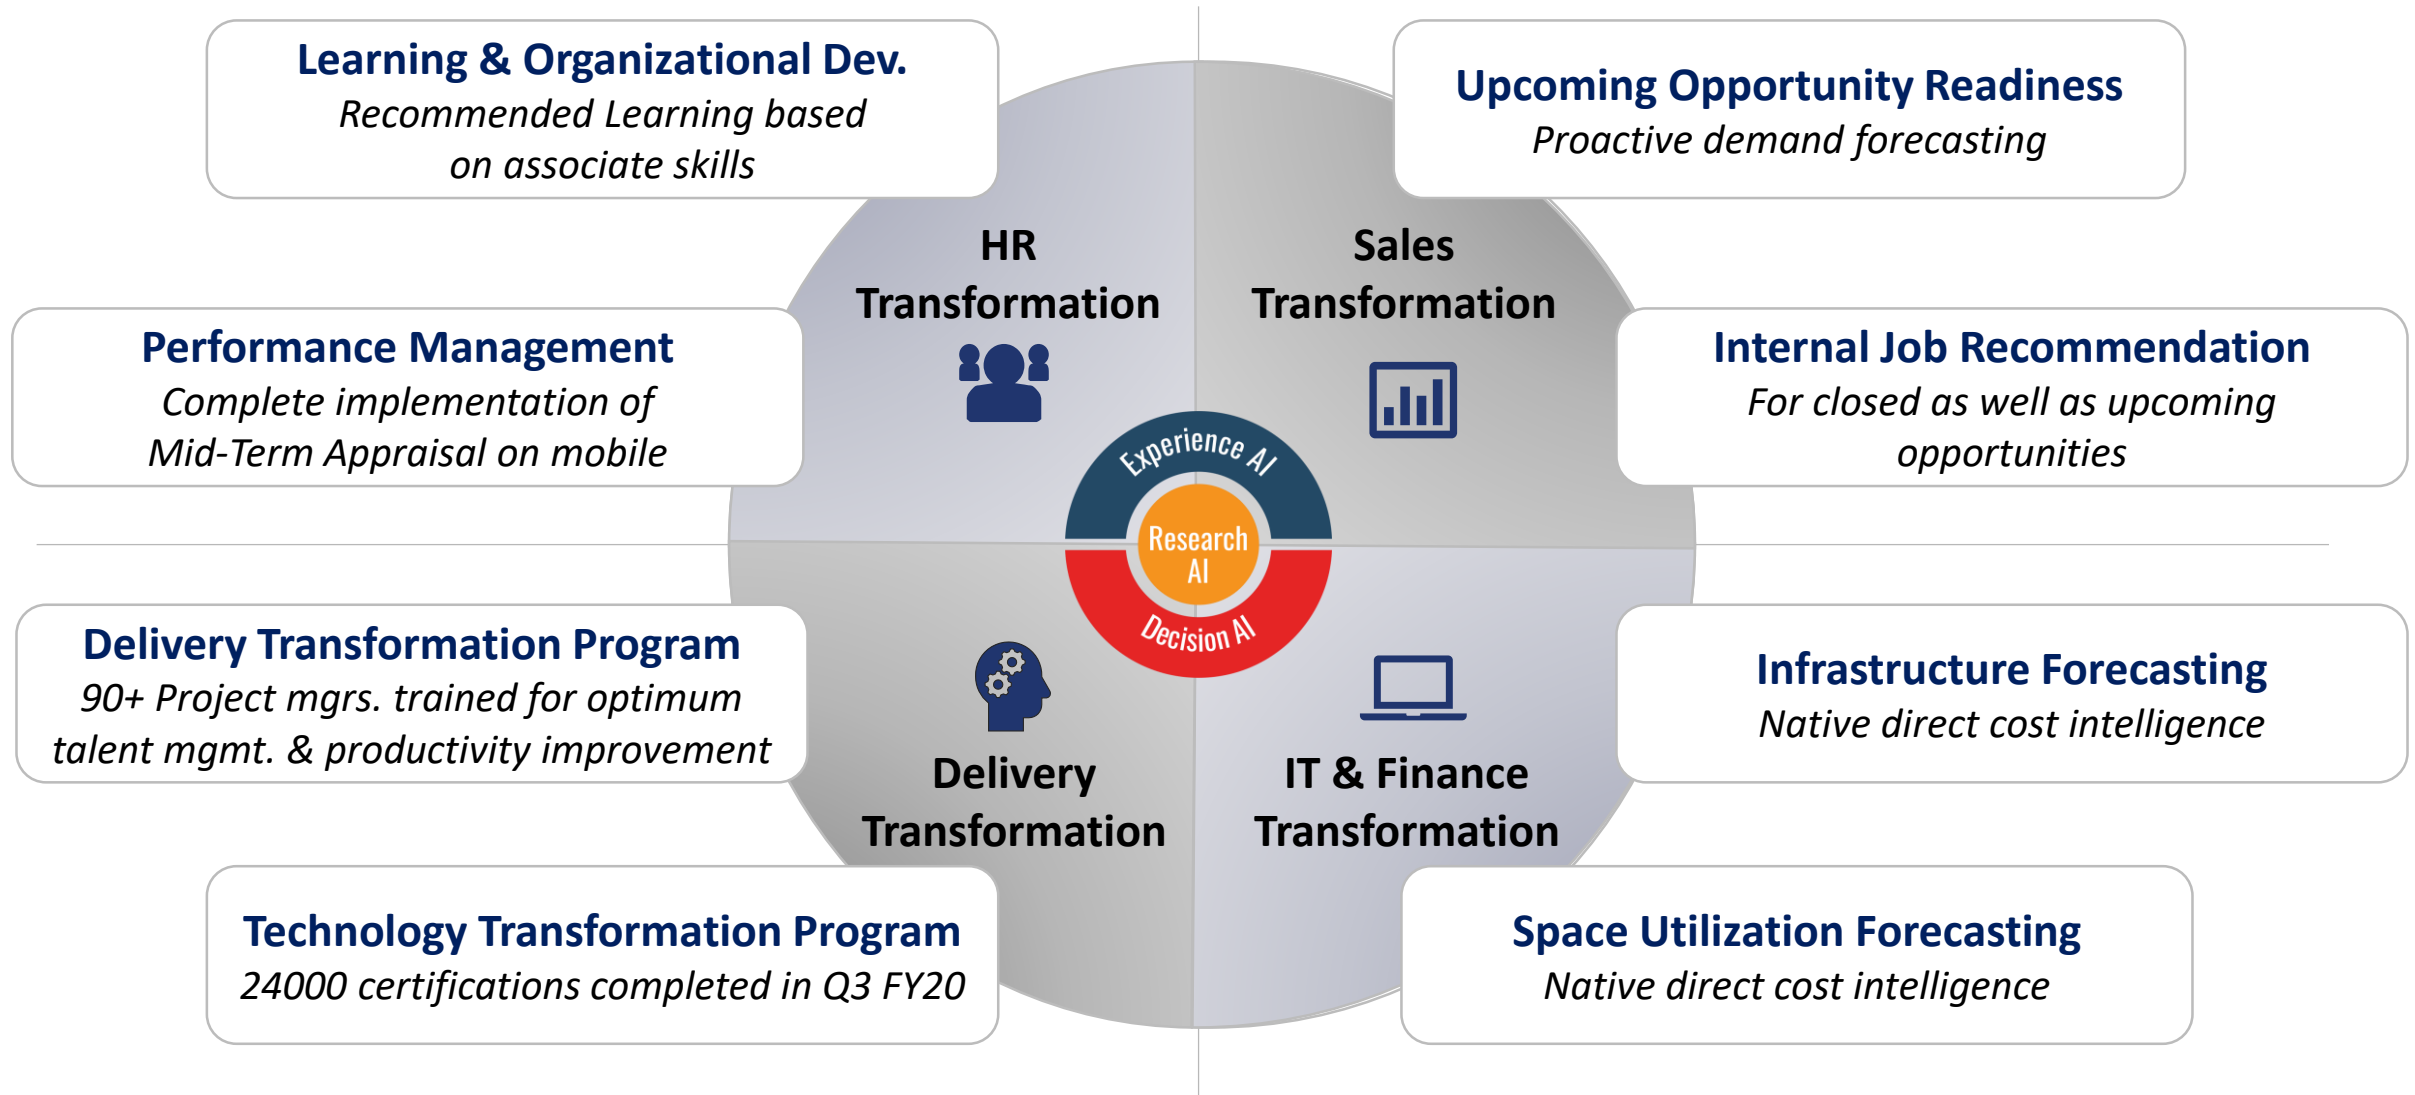 Learning & Organizational Dev.
Recommended Learning based
on associate skills
Upcoming Opportunity Readiness
Proactive demand forecasting
HR
Transformation
Sales
Transformation
Performance Management
Complete implementation of
Mid-Term Appraisal on mobile
Internal Job Recommendation
For closed as well as upcoming
opportunities
Experience AI
Research
AI
Decision AI
Delivery Transformation Program
90+ Project mgrs. trained for optimum
talent mgmt. & productivity improvement
Infrastructure Forecasting
Native direct cost intelligence
Delivery
Transformation
IT & Finance
Transformation
Technology Transformation Program
24000 certifications completed in Q3 FY20
Space Utilization Forecasting
Native direct cost intelligence